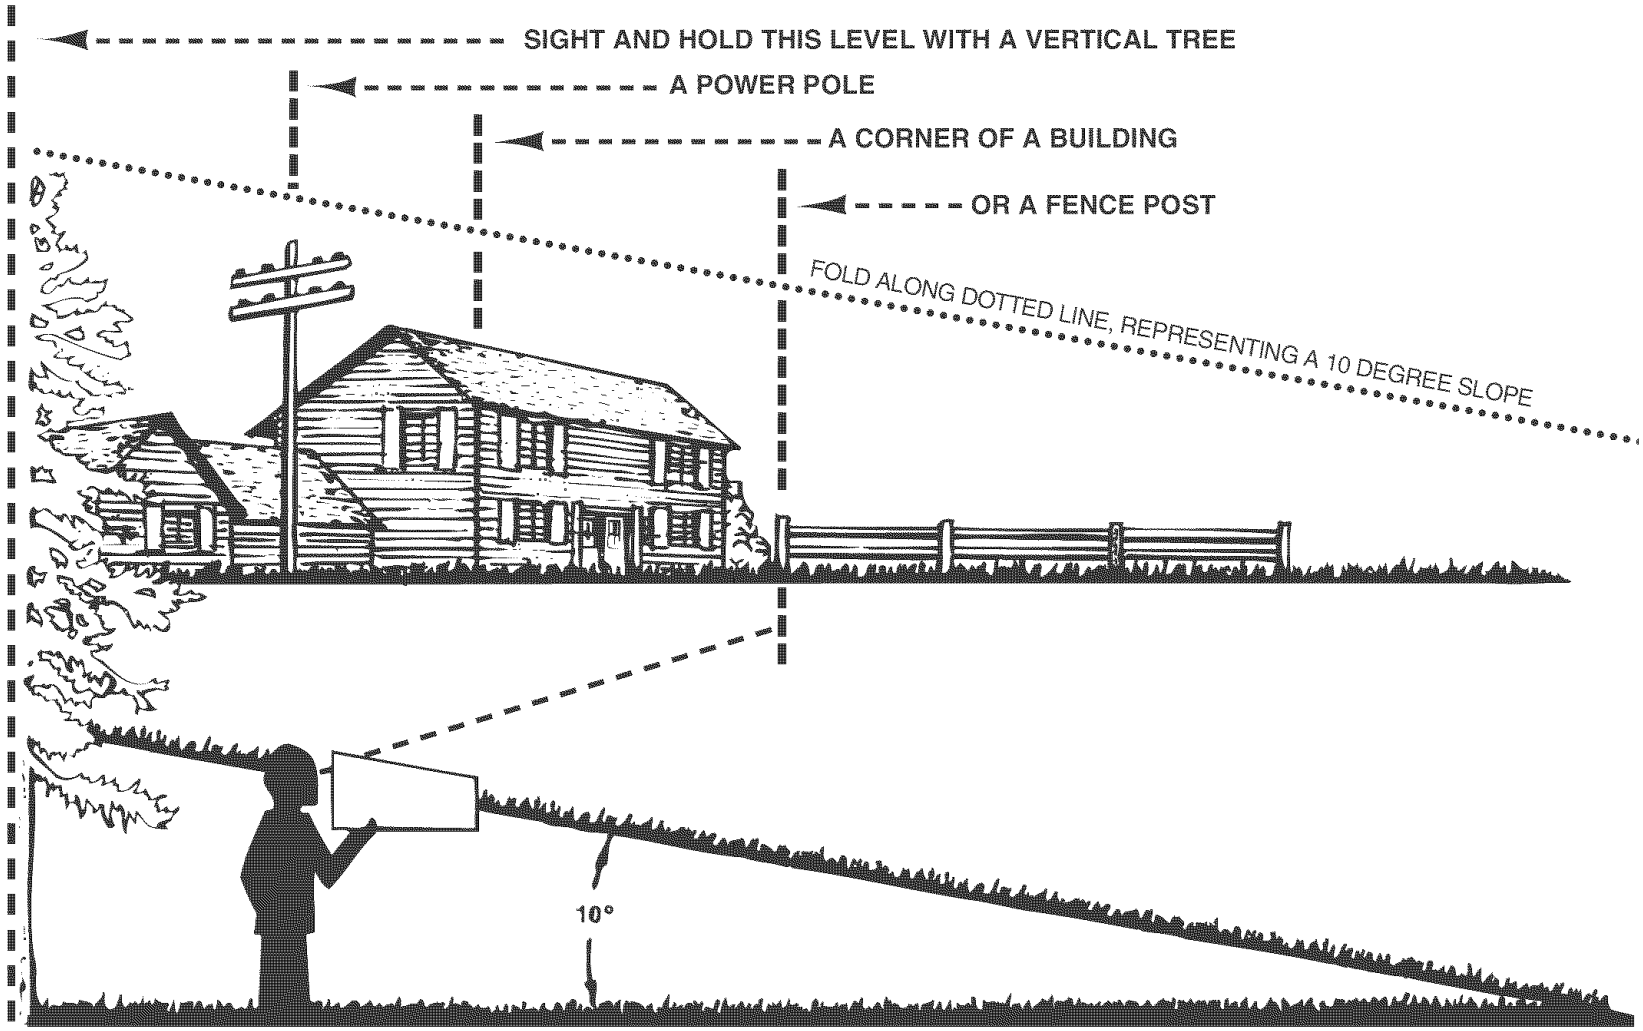 SIGHT AND HOLD THIS LEVEL WITH A VERTICAL TREE
A POWER POLE
A CORNER OF A BUILDING
OR A FENCE POST
FOLD ALONG DOTTED LINE, REPRESENTING A 10 DEGREE SLOPE
10°